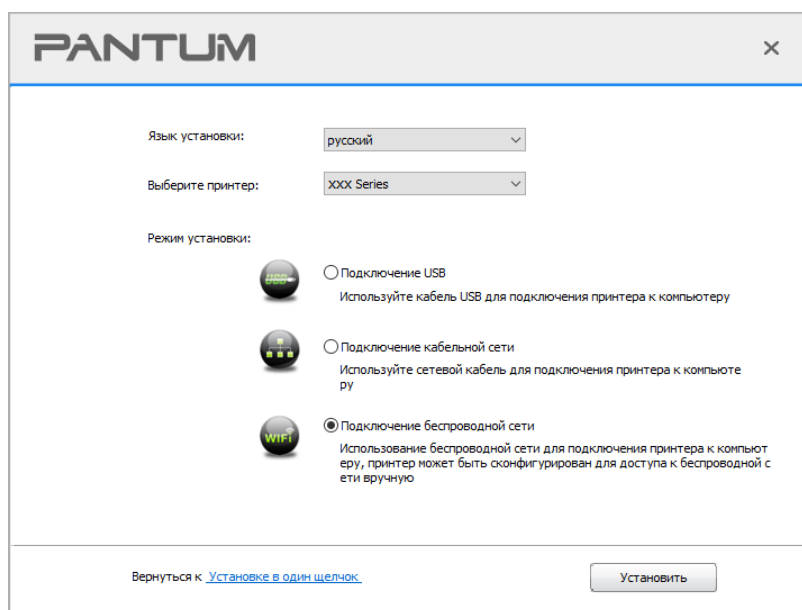 PANTUM
Язык установки:
русский
Выберите принтер:
XXX Series
Режим установки:
USB
Подключение USB
Используйте кабель USB для подключения принтера к компьютеру
Подключение кабельной сети
Используйте сетевой кабель для подключения принтера к компьюте
ру
WiFi
Подключение беспроводной сети
Использование беспроводной сети для подключения принтера к компьют
еру, принтер может быть сконфигурирован для доступа к беспроводной с
ети вручную
Вернуться к Установке в один щелчок
Установить